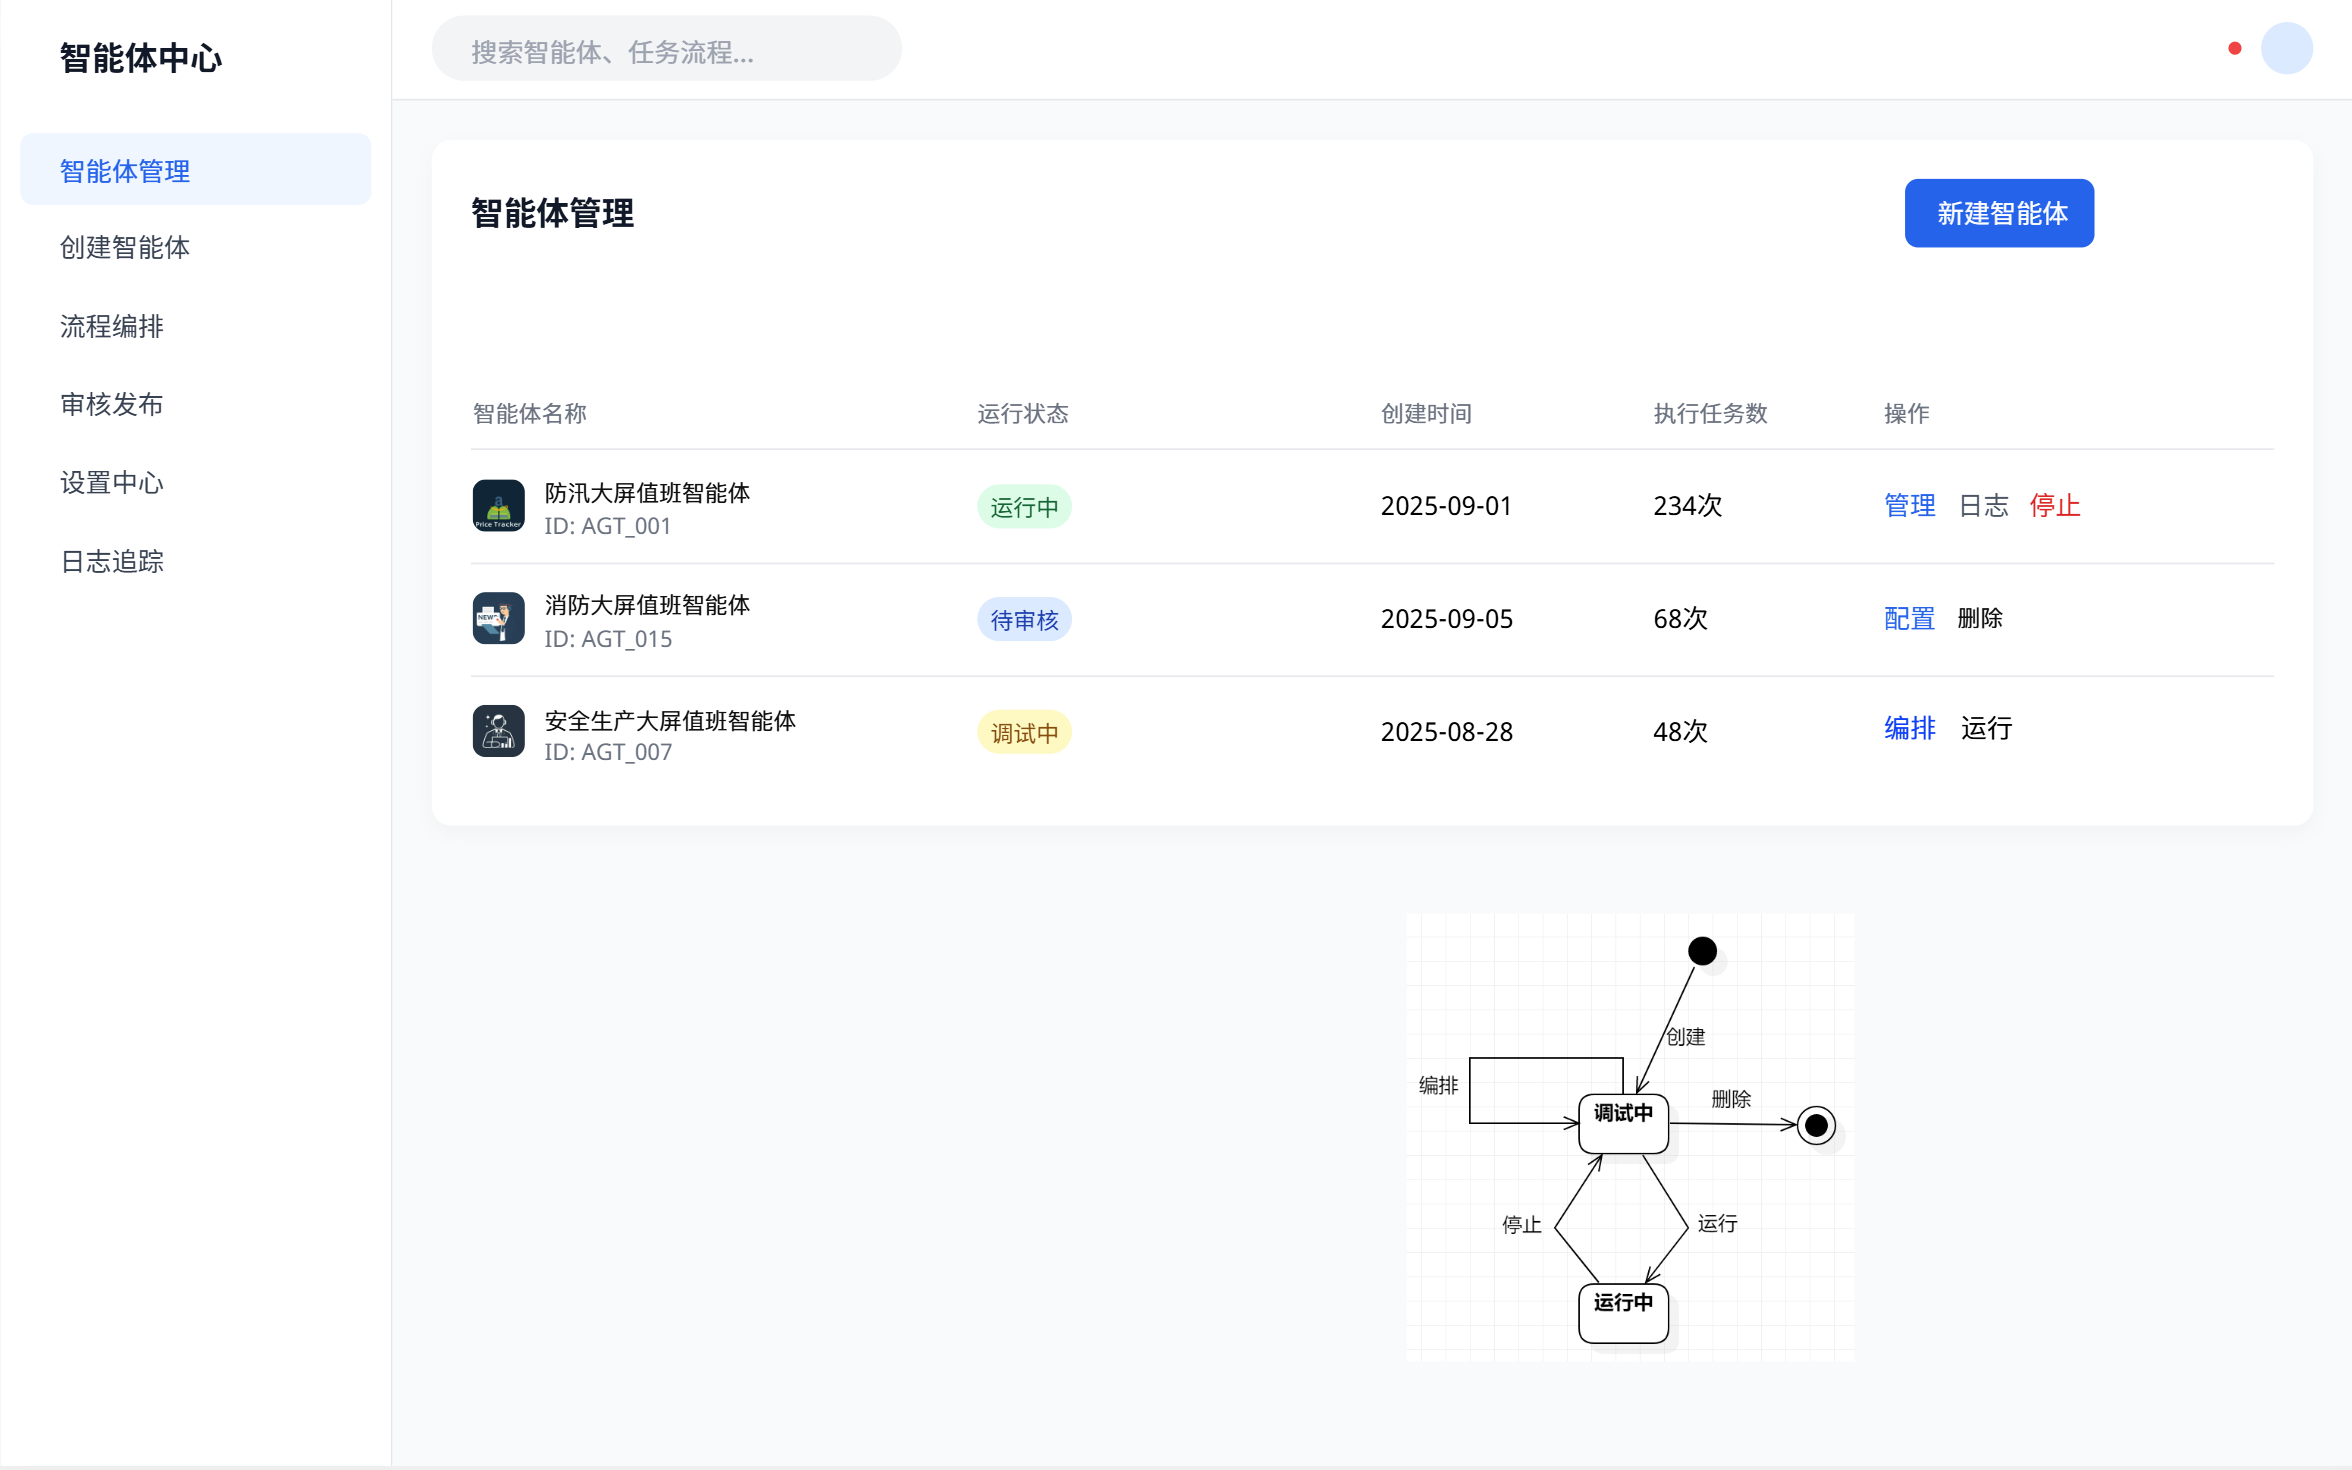 智能体中心
搜索智能体、任务流程...
智能体管理
创建智能体
流程编排
审核发布
设置中心
日志追踪
智能体管理
新建智能体
智能体名称 运行状态 创建时间 执行任务数 操作
Price Tracker
防汛大屏值班智能体
ID: AGT_001
运行中 2025-09-01 234次 管理 日志 停止
NEWS
消防大屏值班智能体
ID: AGT_015
待审核 2025-09-05 68次 配置 删除
安全生产大屏值班智能体
ID: AGT_007
调试中 2025-08-28 48次 编排 运行
创建
编排
删除
调试中
停止
运行
运行中